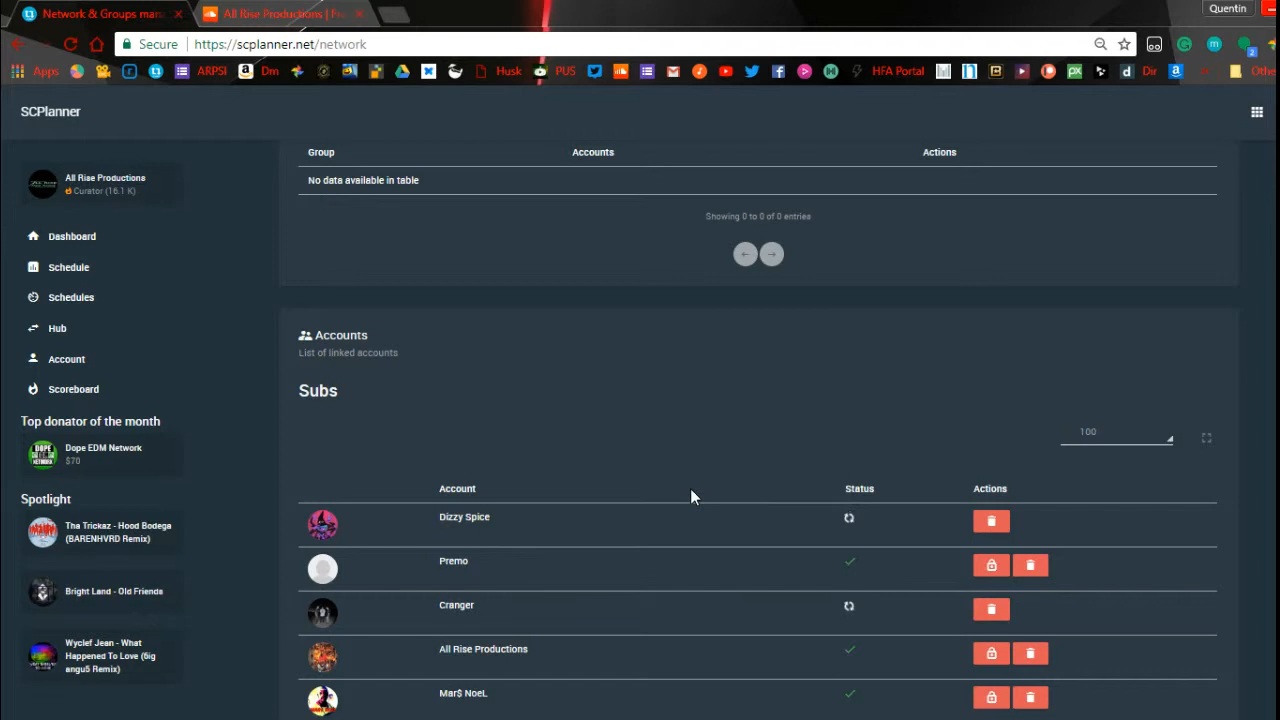 Network & Groups man
All Rise Productions | Fre
Quentin
Secure
https://scplanner.net/network
Apps
ARPSI
Dm
Husk
PUS
HFA Portal
Dir
Othe
SCPlanner
All Rise Productions
Curator (16.1 K)
Dashboard
Schedule
Schedules
Hub
Account
Scoreboard
Top donator of the month
Dope EDM Network
$70
Spotlight
Tha Trickaz - Hood Bodega
(BARENHVRD Remix)
Bright Land - Old Friends
Wyclef Jean - What
Happened To Love (6ig
angu5 Remix)
Group Accounts Actions
No data available in table
Showing 0 to 0 of 0 entries
Accounts
List of linked accounts
Subs
100
Account Status Actions
Dizzy Spice
Premo
Cranger
All Rise Productions
Mar$ NoeL